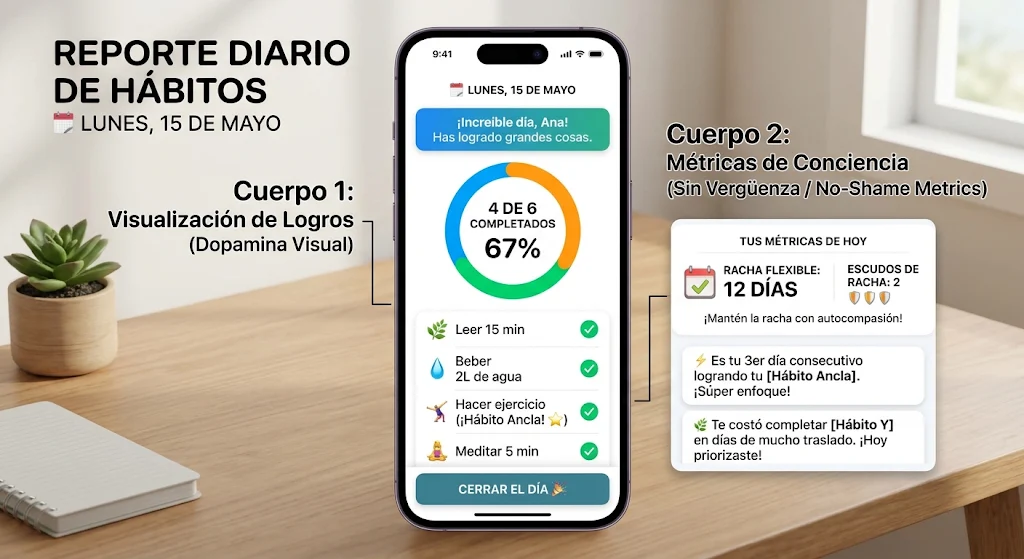 REPORTE DIARIO
DE HÁBITOS
LUNES, 15 DE MAYO
Cuerpo 1:
Visualización de Logros
(Dopamina Visual)
9:41
LUNES, 15 DE MAYO
¡Increíble día, Ana!
Has logrado grandes cosas.
4 DE 6
COMPLETADOS
67%
Leer 15 min
Beber
2L de agua
Hacer ejercicio
(¡Hábito Ancla! ⭐)
Meditar 5 min
CERRAR EL DÍA 🎉
Cuerpo 2:
Métricas de Conciencia
(Sin Vergüenza / No-Shame Metrics)
TUS MÉTRICAS DE HOY
RACHA FLEXIBLE:
12 DÍAS
ESCUDOS DE
RACHA: 2
¡Mantén la racha con autocompasión!
⚡ Es tu 3er día consecutivo
logrando tu [Hábito Ancla].
¡Súper enfoque!
🌿 Te costó completar [Hábito Y]
en días de mucho traslado. ¡Hoy
priorizaste!